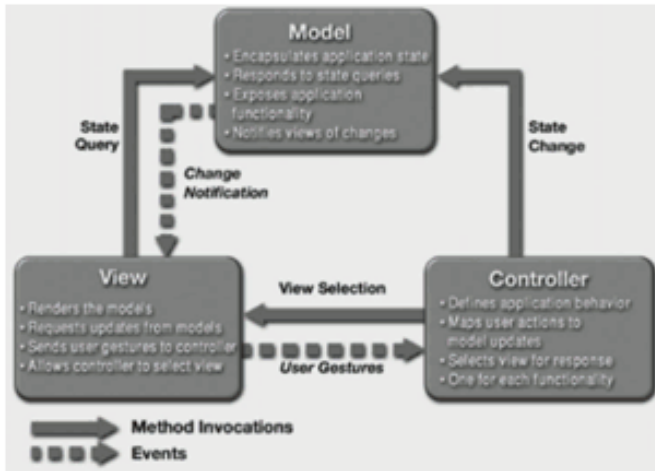 Model
• Encapsulates application state
• Responds to state queries
• Exposes application
functionality
• Notifies views of changes
State
Query
Change
Notification
State
Change
View
• Renders the models
• Requests updates from models
• Sends user gestures to controller
• Allows controller to select view
View Selection
User Gestures
Controller
• Defines application behavior
• Maps user actions to
model updates
• Selects view for response
• One for each functionality
Method Invocations
Events